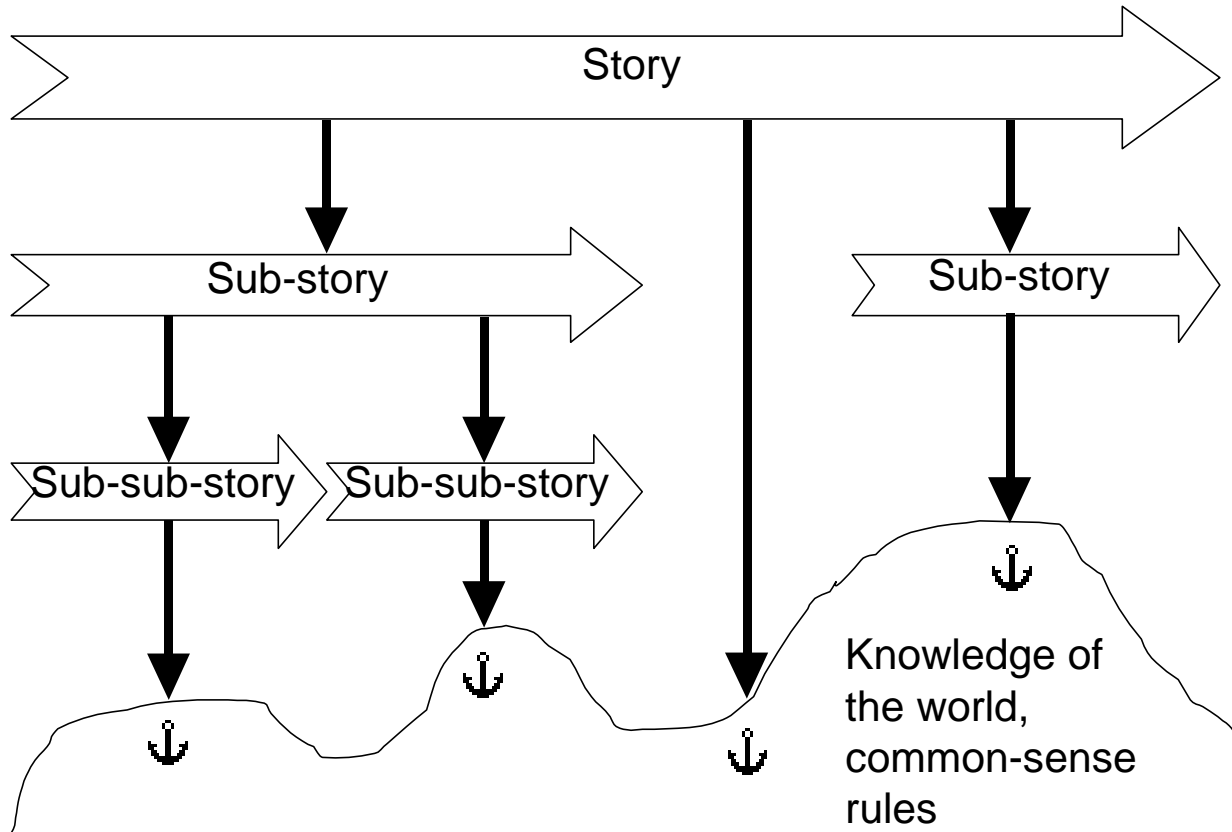 Story
Sub-story
Sub-story
Sub-sub-story
Sub-sub-story
Knowledge of
the world,
common-sense
rules